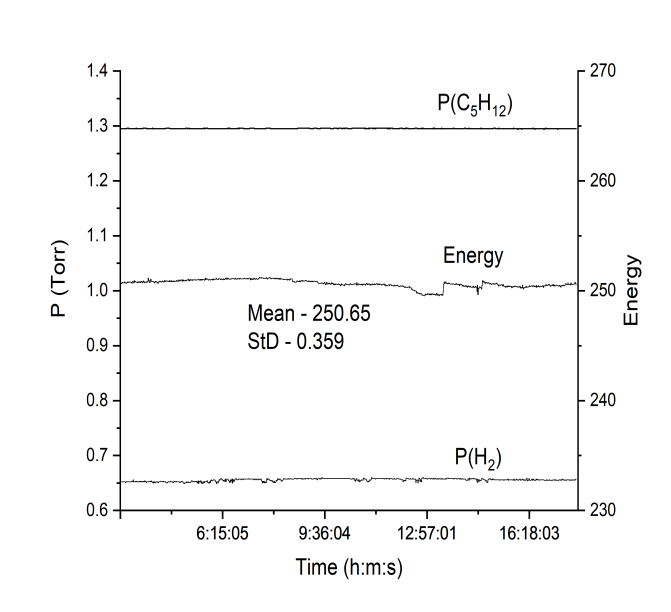 1.4
1.3
1.2
1.1
1.0
0.9
0.8
0.7
0.6
P (Torr)
P(C₅H₁₂)
Energy
Mean - 250.65
StD - 0.359
P(H₂)
270
260
250
240
230
Energy
6:15:05 9:36:04 12:57:01 16:18:03
Time (h:m:s)